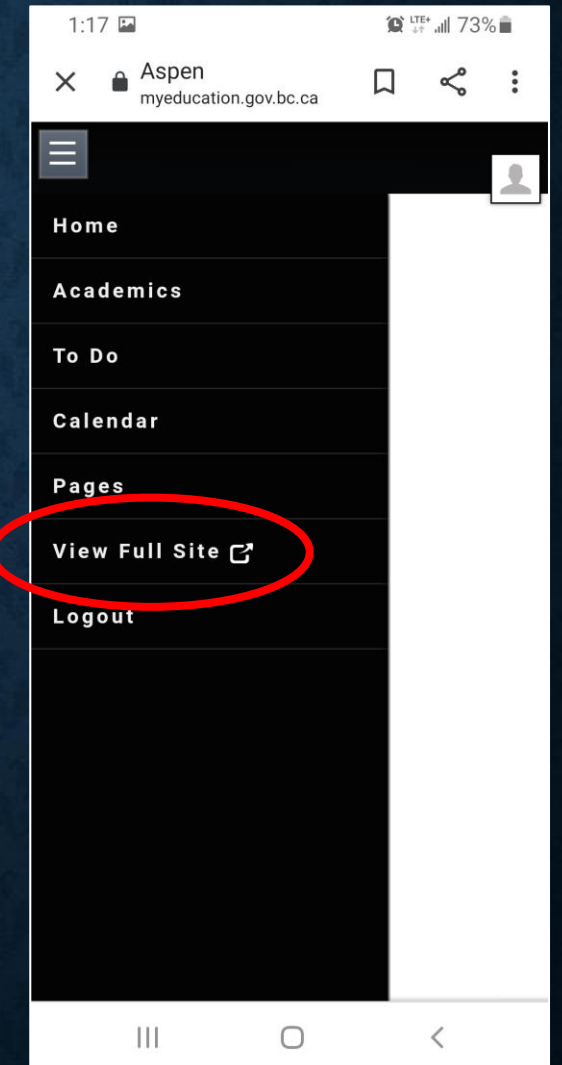 1:17 LTE+ 73%
Aspen
myeducation.gov.bc.ca
Home
Academics
To Do
Calendar
Pages
View Full Site
Logout